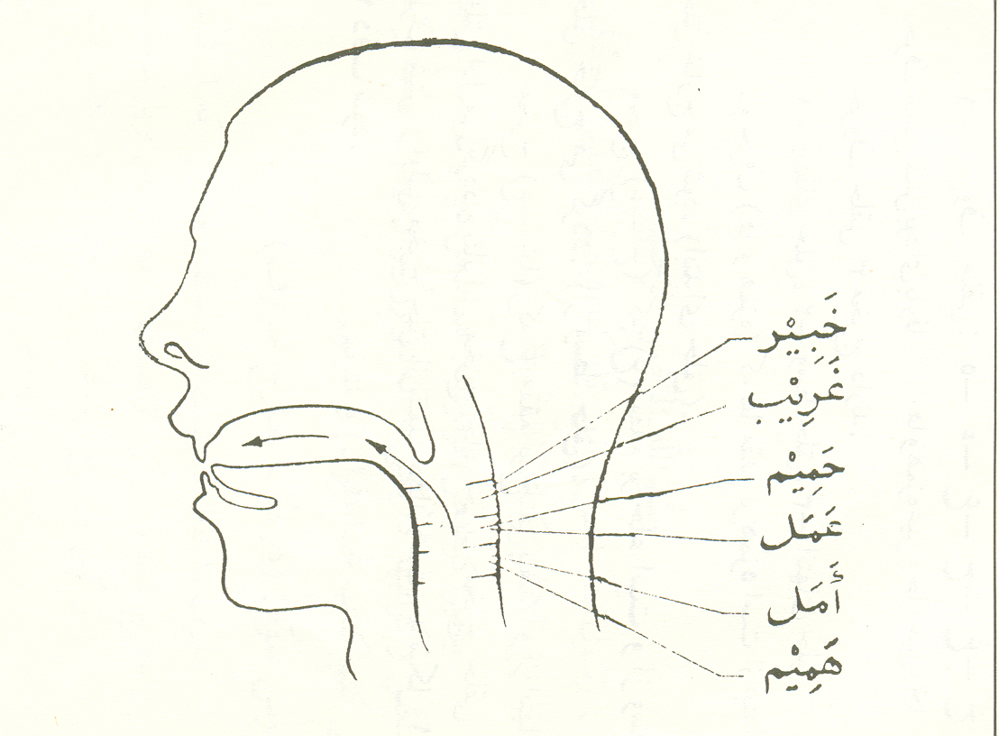 خَبِيْر
غَرِيْب
حَمِيْم
عَمَل
أَمَل
هَمِيْم